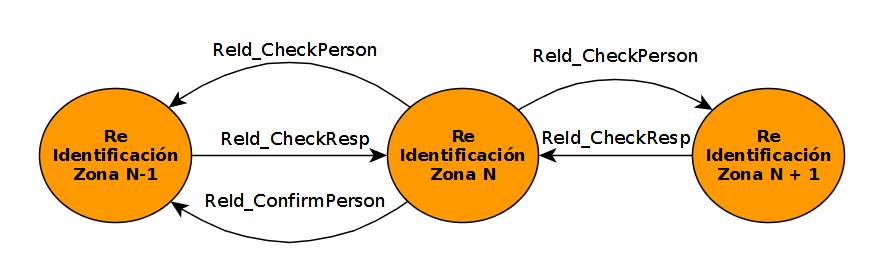 ReId_CheckPerson
ReId_CheckPerson
Re
Identificación
Zona N-1
ReId_CheckResp
Re
Identificación
Zona N
ReId_CheckResp
Re
Identificación
Zona N + 1
ReId_ConfirmPerson